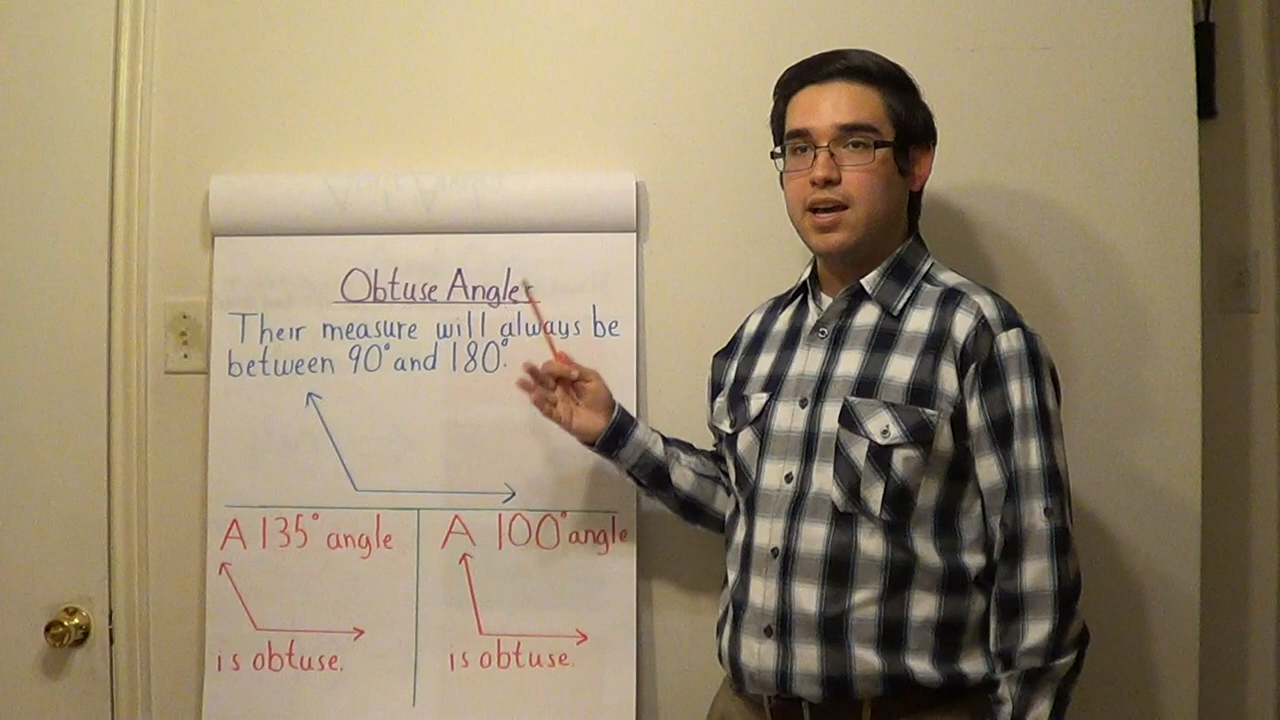 Obtuse Angles
Their measure will always be
between 90° and 180°.
A 135° angle
is obtuse.
A 100° angle
is obtuse.